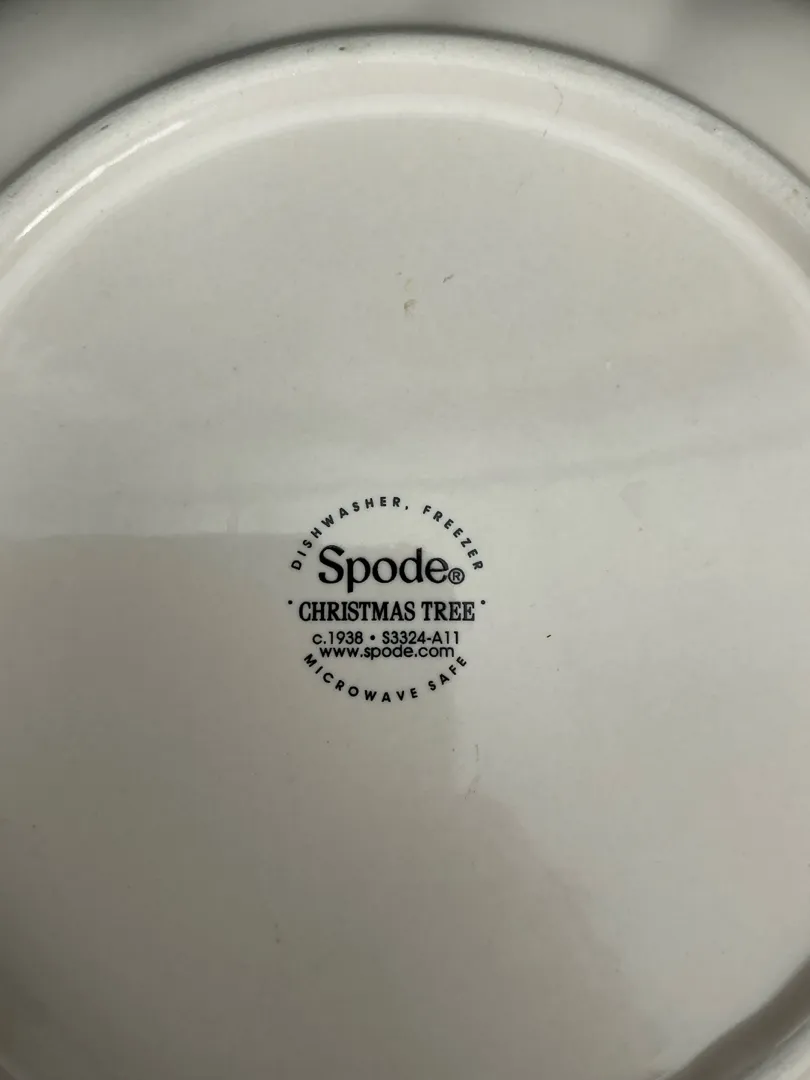 DISHWASHER, FREEZER
Spode®
· CHRISTMAS TREE ·
c.1938 • S3324-A11
www.spode.com
MICROWAVE SAFE